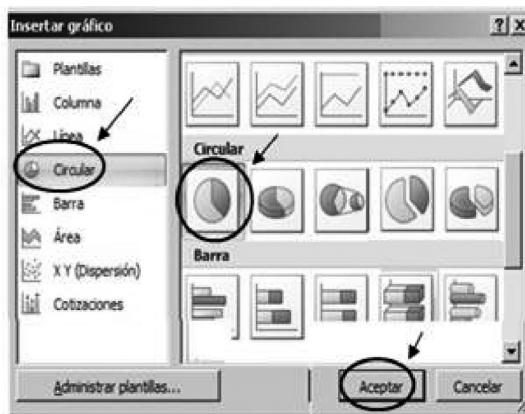 Insertar gráfico
Plantillas
Columna
Línea
Circular
Barra
Área
X Y (Dispersión)
Cotizaciones
Circular
Barra
Administrar plantillas...
Aceptar
Cancelar